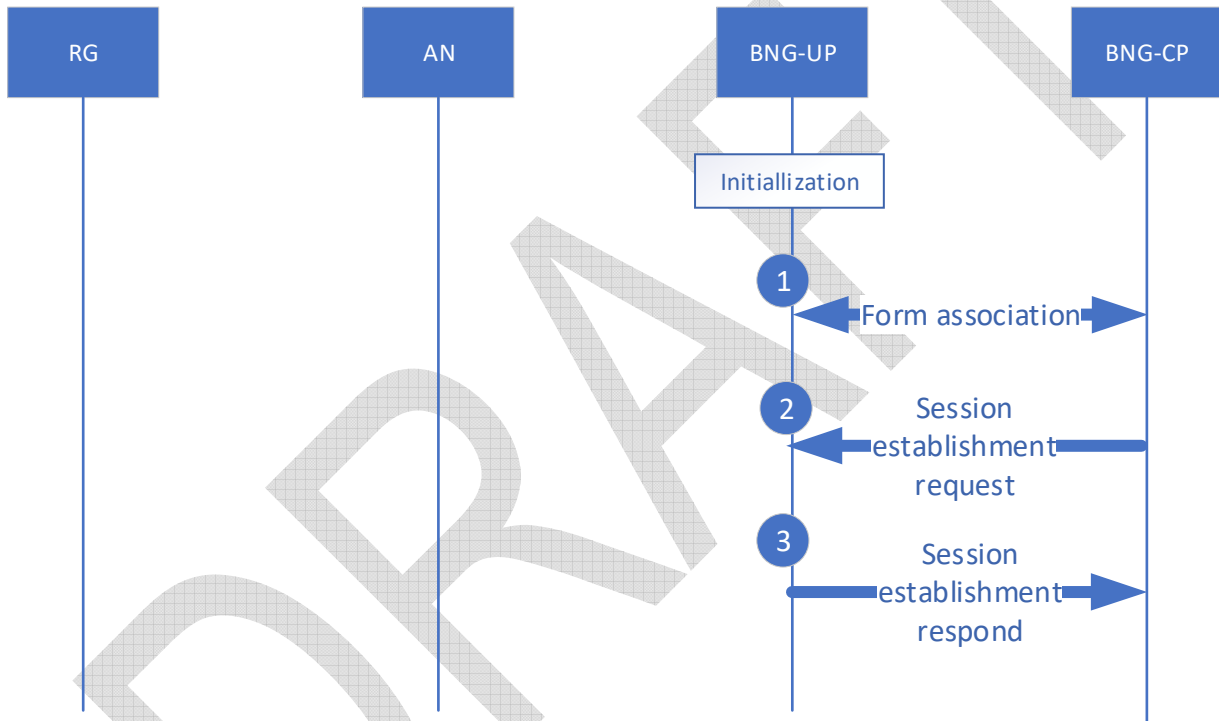 RG
AN
BNG-UP
BNG-CP
Initiallization
1
Form association
2
Session
establishment
request
3
Session
establishment
respond
DRAFT